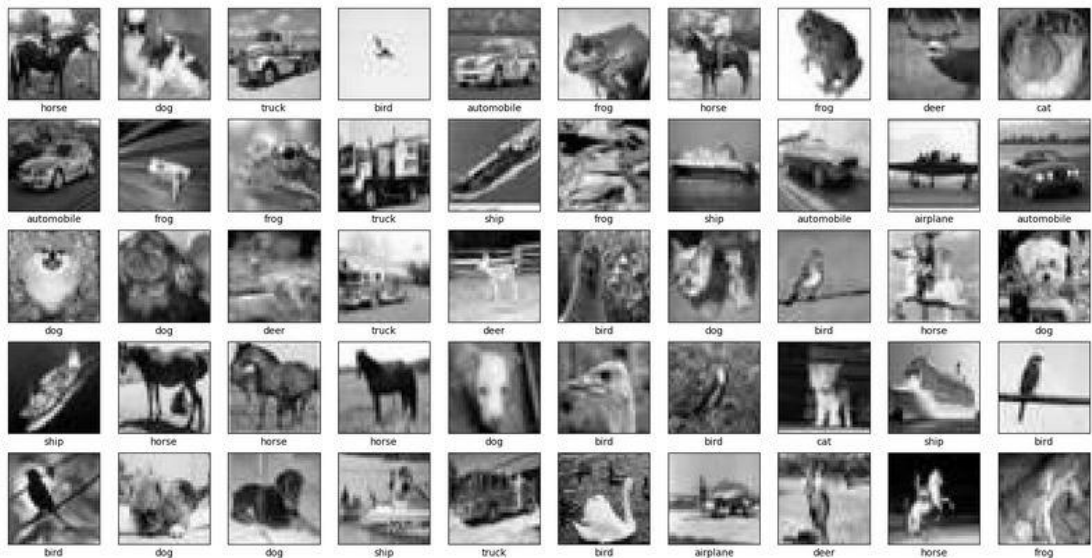 horse dog truck bird automobile frog horse frog deer cat
automobile frog frog truck ship frog ship automobile airplane automobile
dog dog deer truck deer bird dog bird horse dog
ship horse horse horse dog bird bird cat ship bird
bird dog dog ship truck bird airplane deer horse frog